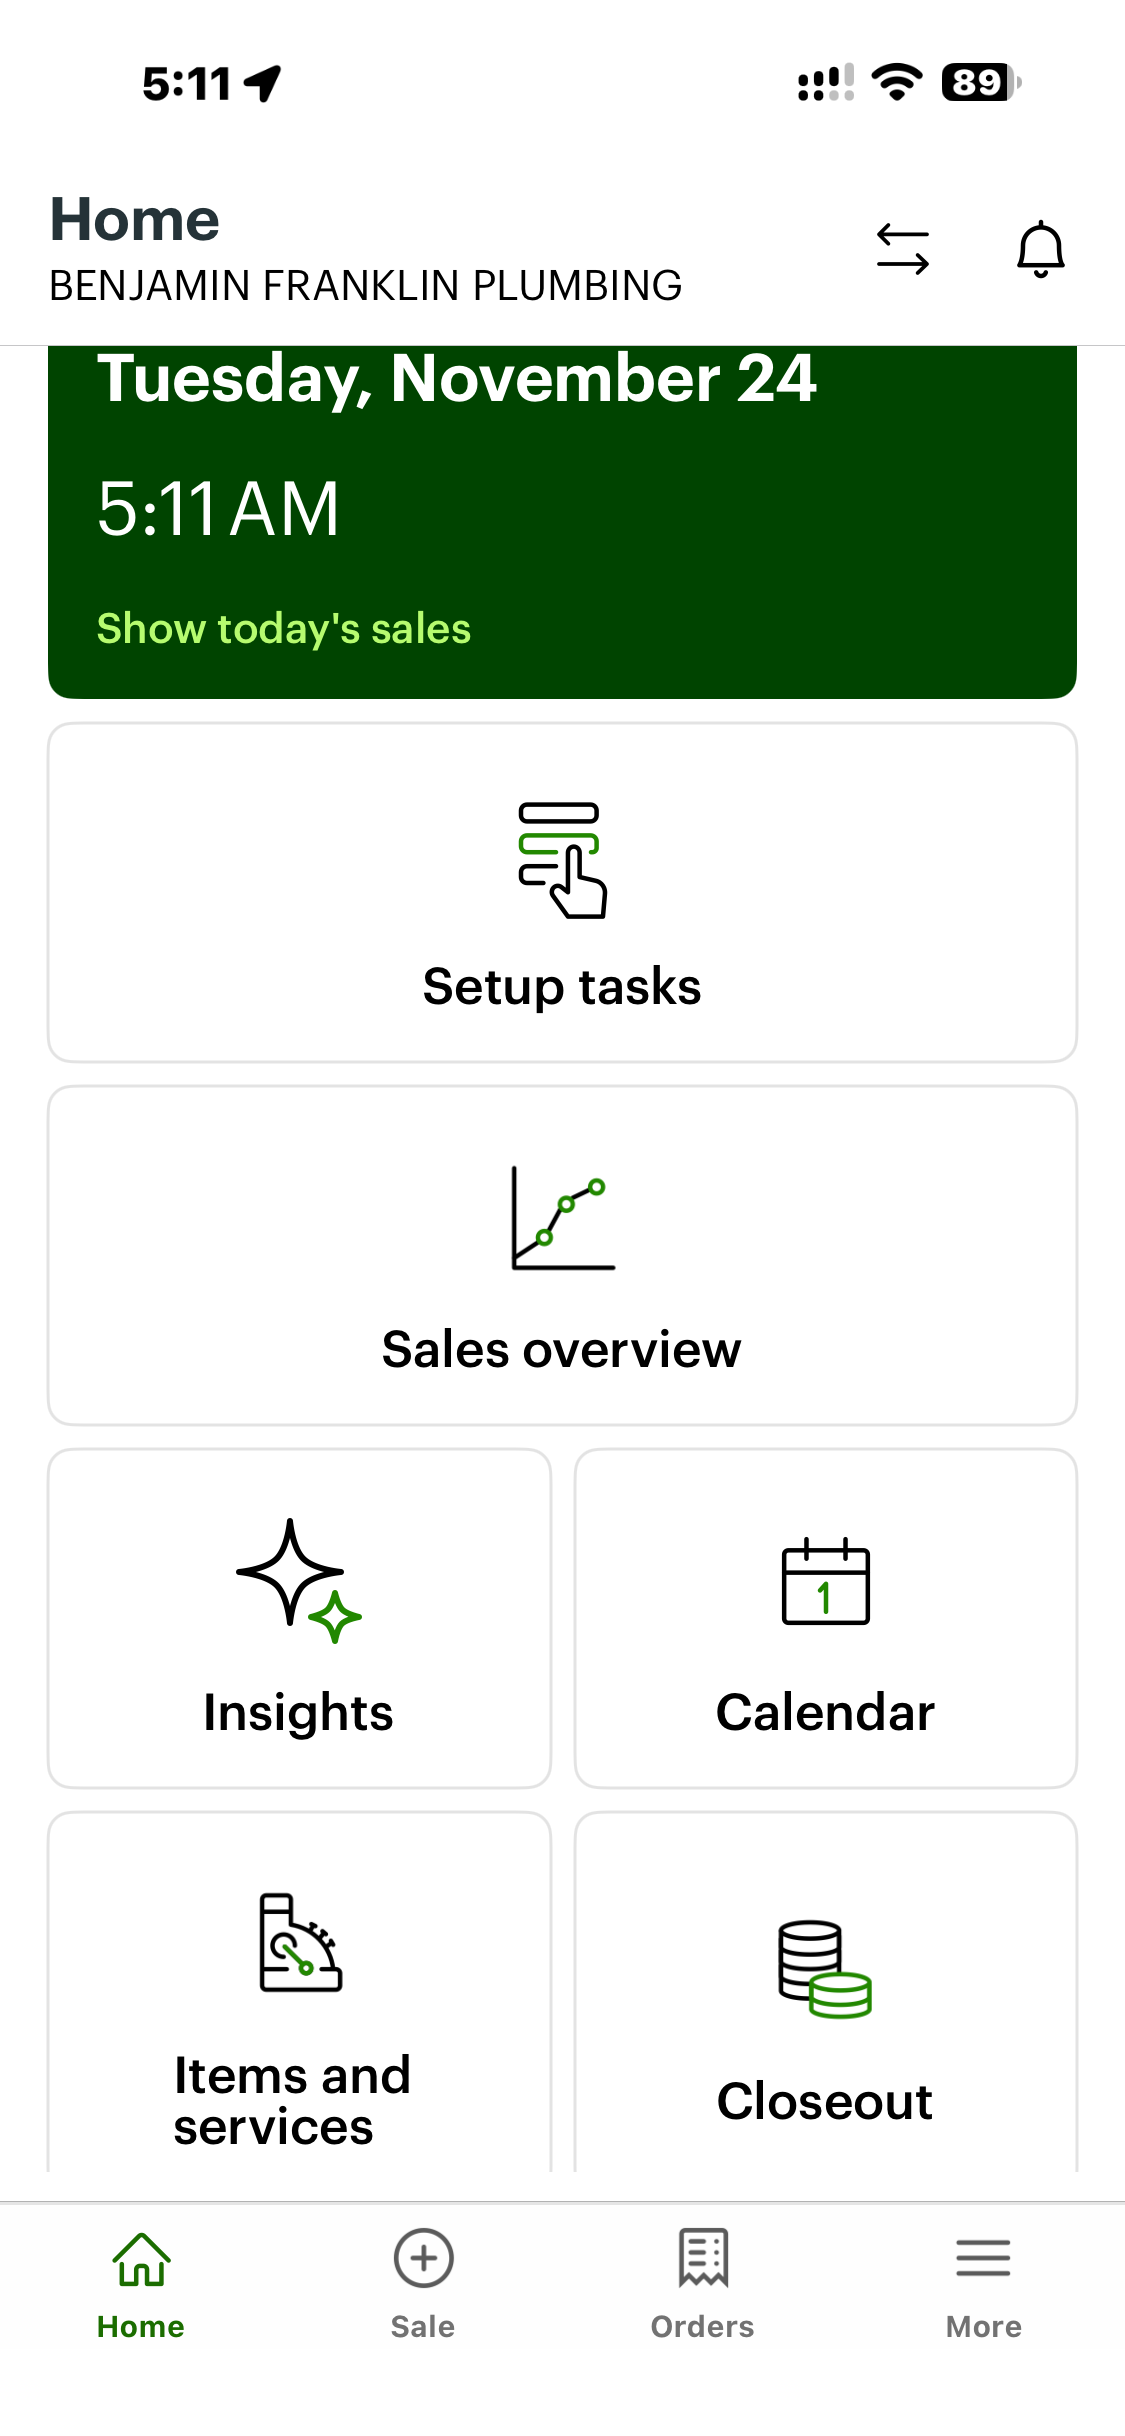 5:11
89
Home
BENJAMIN FRANKLIN PLUMBING
Tuesday, November 24
5:11 AM
Show today's sales
Setup tasks
Sales overview
Insights
1
Calendar
Items and
services
Closeout
Home
Sale
Orders
More